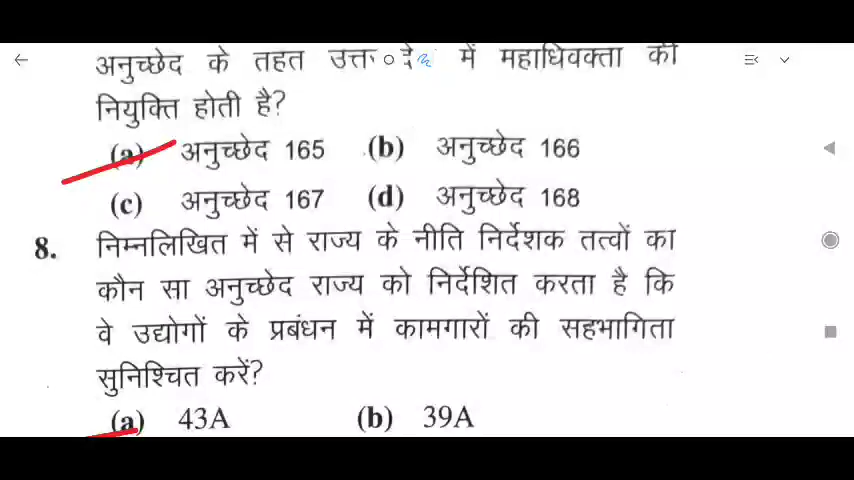 अनुच्छेद के तहत में महाधिवक्ता की
नियुक्ति होती है?
(a) अनुच्छेद 165 (b) अनुच्छेद 166
(c) अनुच्छेद 167 (d) अनुच्छेद 168
8. निम्नलिखित में से राज्य के नीति निर्देशक तत्वों का
कौन सा अनुच्छेद राज्य को निर्देशित करता है कि
वे उद्योगों के प्रबंधन में कामगारों की सहभागिता
सुनिश्चित करें?
(a) 43A (b) 39A